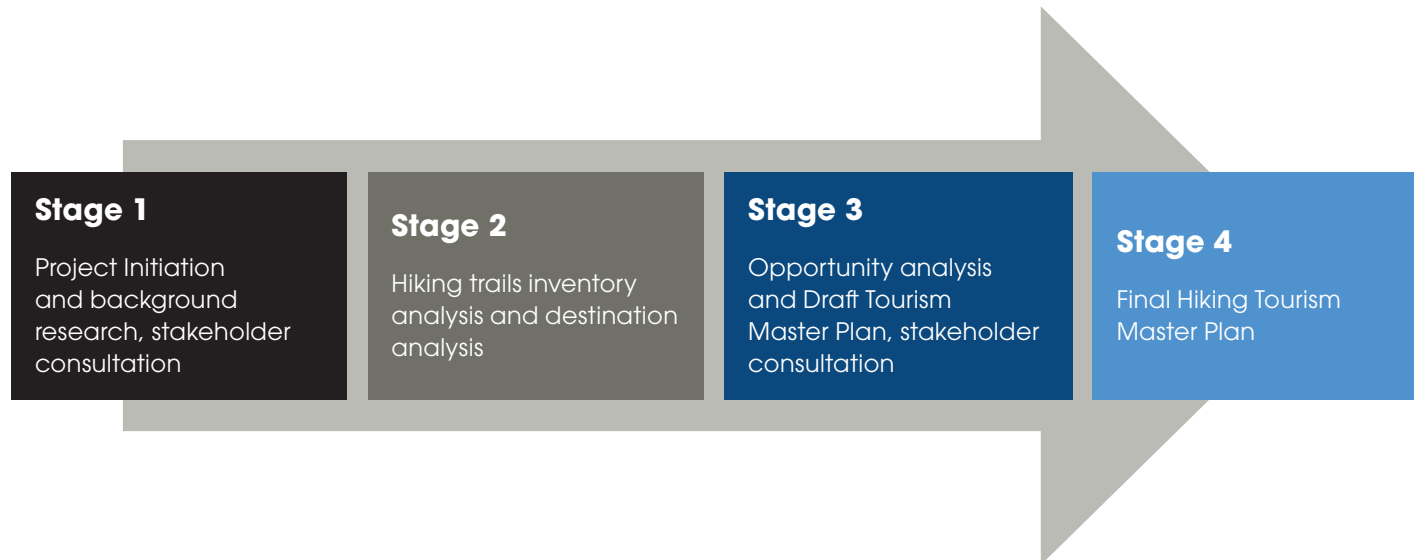 Stage 1
Project Initiation
and background
research, stakeholder
consultation
Stage 2
Hiking trails inventory
analysis and destination
analysis
Stage 3
Opportunity analysis
and Draft Tourism
Master Plan, stakeholder
consultation
Stage 4
Final Hiking Tourism
Master Plan